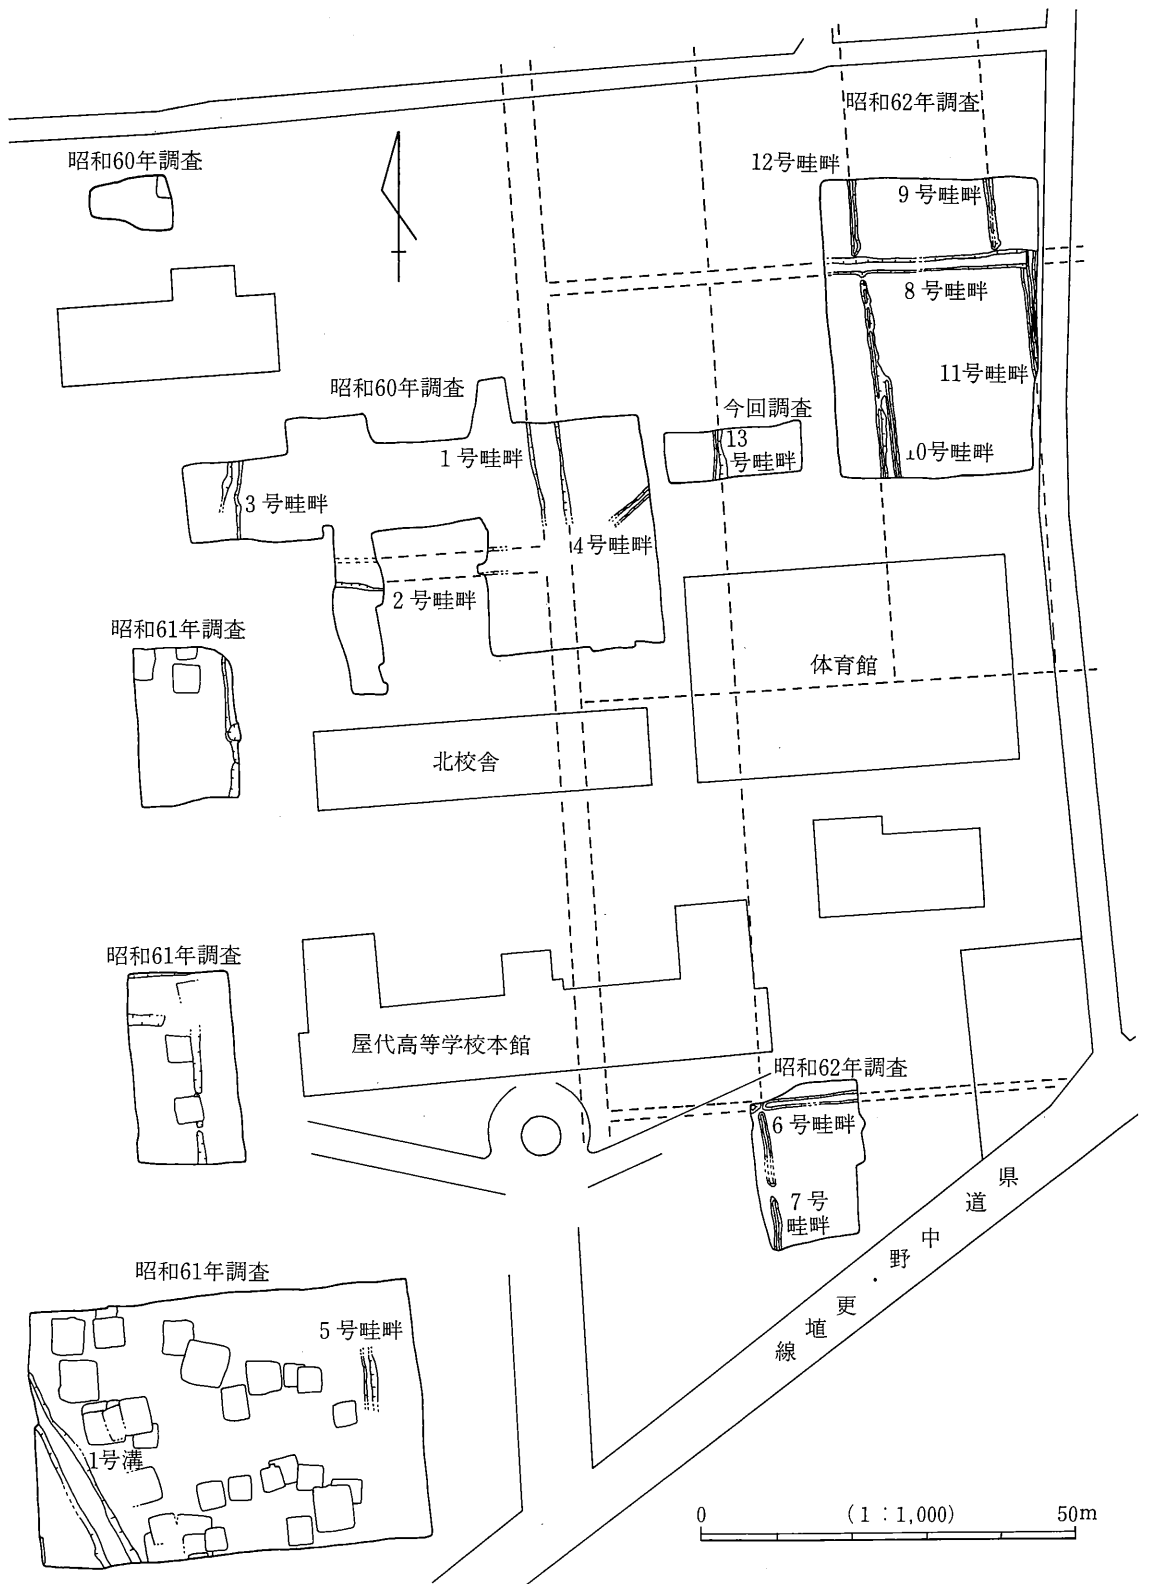 昭和62年調査
昭和60年調査
12号畦畔
9号畦畔
8号畦畔
11号畦畔
10号畦畔
昭和60年調査
今回調査
13
号畦畔
1号畦畔
3号畦畔
4号畦畔
2号畦畔
昭和61年調査
体育館
北校舎
昭和61年調査
屋代高等学校本館
昭和62年調査
6号畦畔
7号
畦畔
県道中野・更埴線
昭和61年調査
5号畦畔
1号溝
0 (1：1,000) 50m